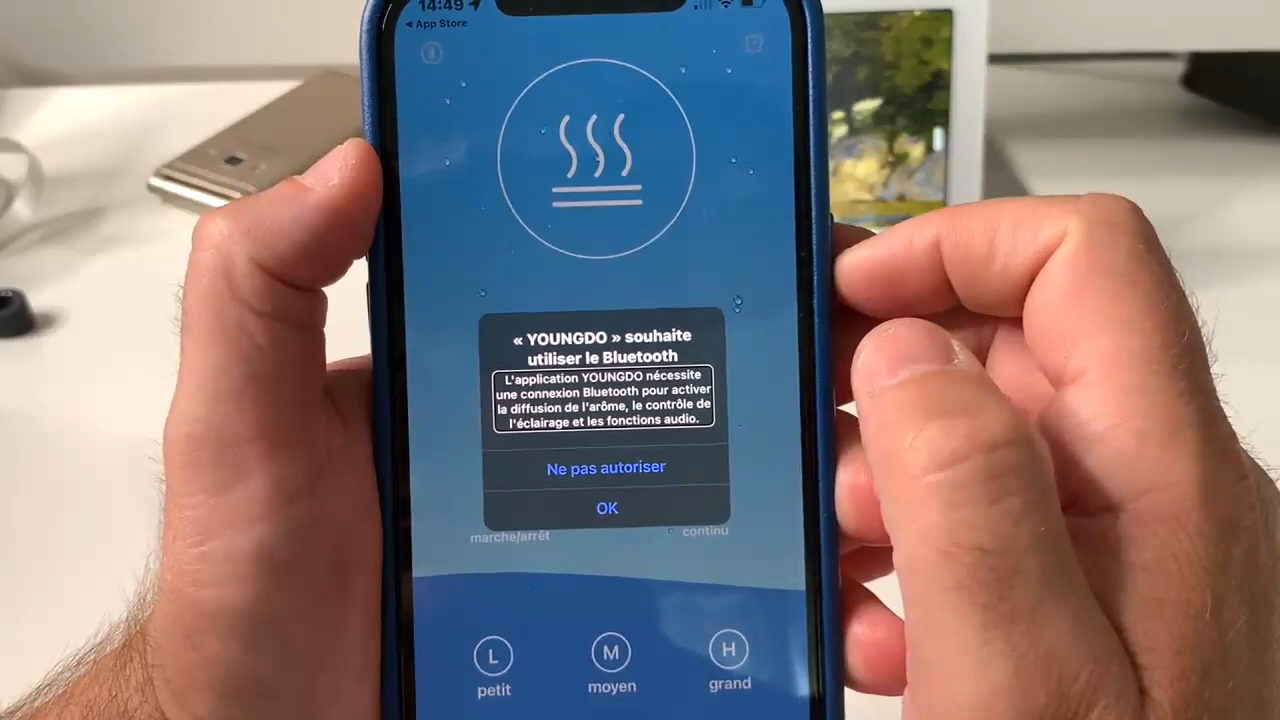 14:49
App Store
« YOUNGDO » souhaite
utiliser le Bluetooth
L'application YOUNGDO nécessite
une connexion Bluetooth pour activer
la diffusion de l'arôme, le contrôle de
l'éclairage et les fonctions audio.
Ne pas autoriser
OK
marche/arrêt continu
L M H
petit moyen grand